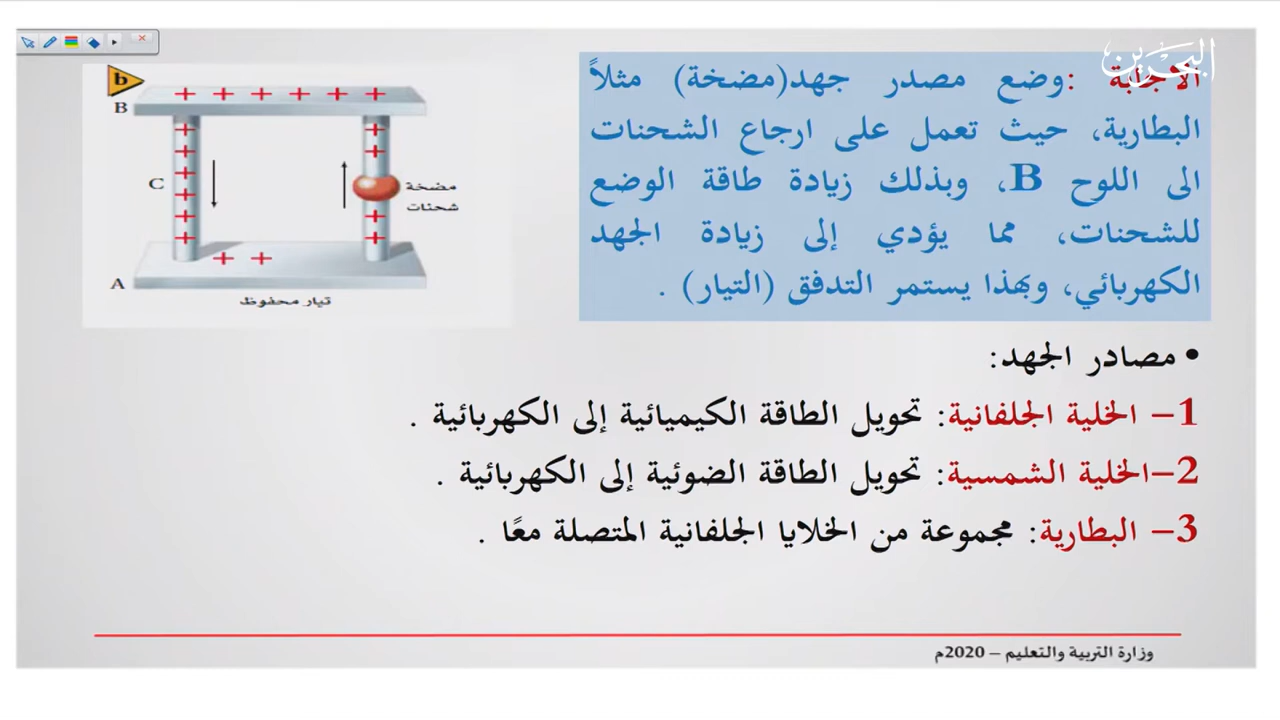 البحرين
الاجابة :وضع مصدر جهد(مضخة) مثلاً
البطارية، حيث تعمل على ارجاع الشحنات
الى اللوح B، وبذلك زيادة طاقة الوضع
للشحنات، مما يؤدي إلى زيادة الجهد
الكهربائي، وبهذا يستمر التدفق (التيار) .
b
B
C
مضخة
شحنات
A
تيار محفوظ
• مصادر الجهد:
1– الخلية الجلفانية: تحويل الطاقة الكيميائية إلى الكهربائية .
2–الخلية الشمسية: تحويل الطاقة الضوئية إلى الكهربائية .
3– البطارية: مجموعة من الخلايا الجلفانية المتصلة معًا .
وزارة التربية والتعليم – 2020م